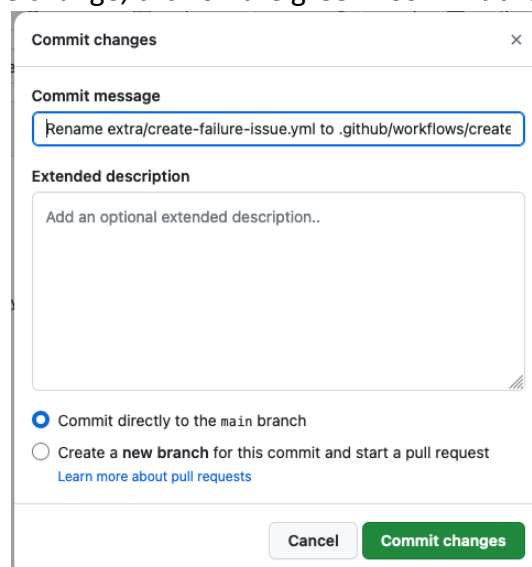 Commit changes
Commit message
Rename extra/create-failure-issue.yml to .github/workflows/create
Extended description
Add an optional extended description..
Commit directly to the main branch
Create a new branch for this commit and start a pull request
Learn more about pull requests
Cancel
Commit changes